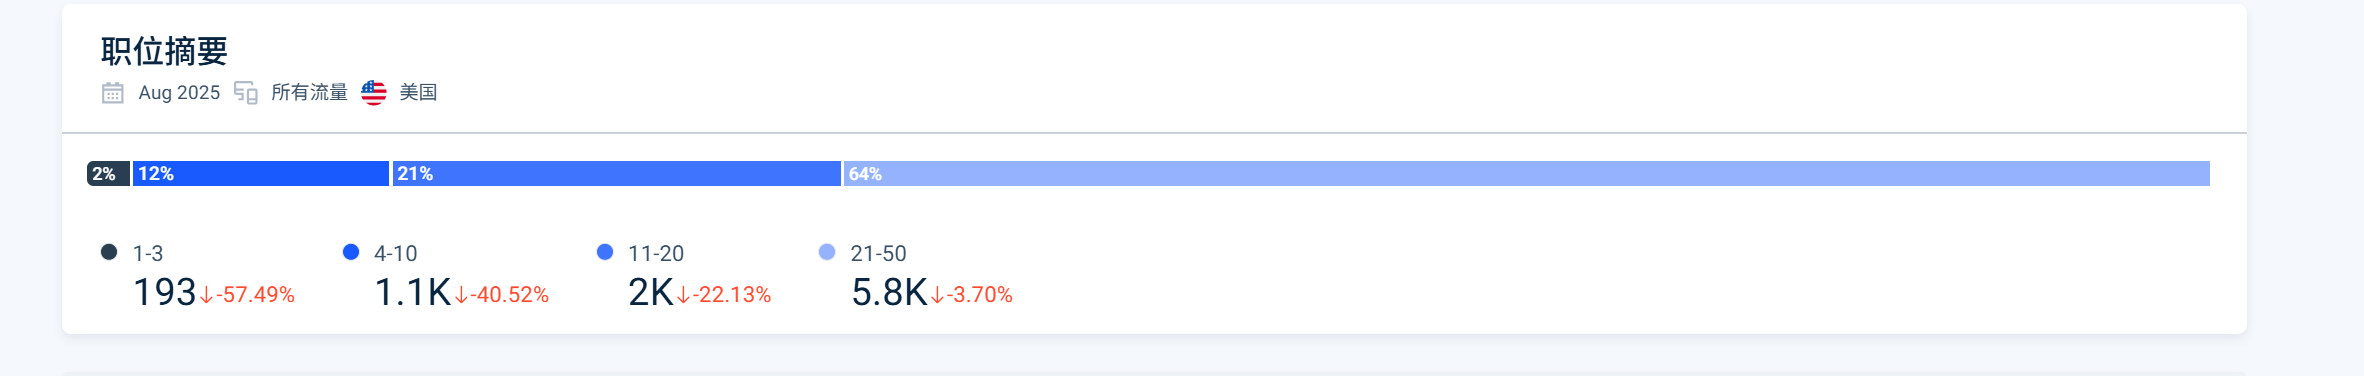 职位摘要
Aug 2025 所有流量 美国
2% 12% 21% 64%
1-3 4-10 11-20 21-50
193 ↓-57.49% 1.1K ↓-40.52% 2K ↓-22.13% 5.8K ↓-3.70%